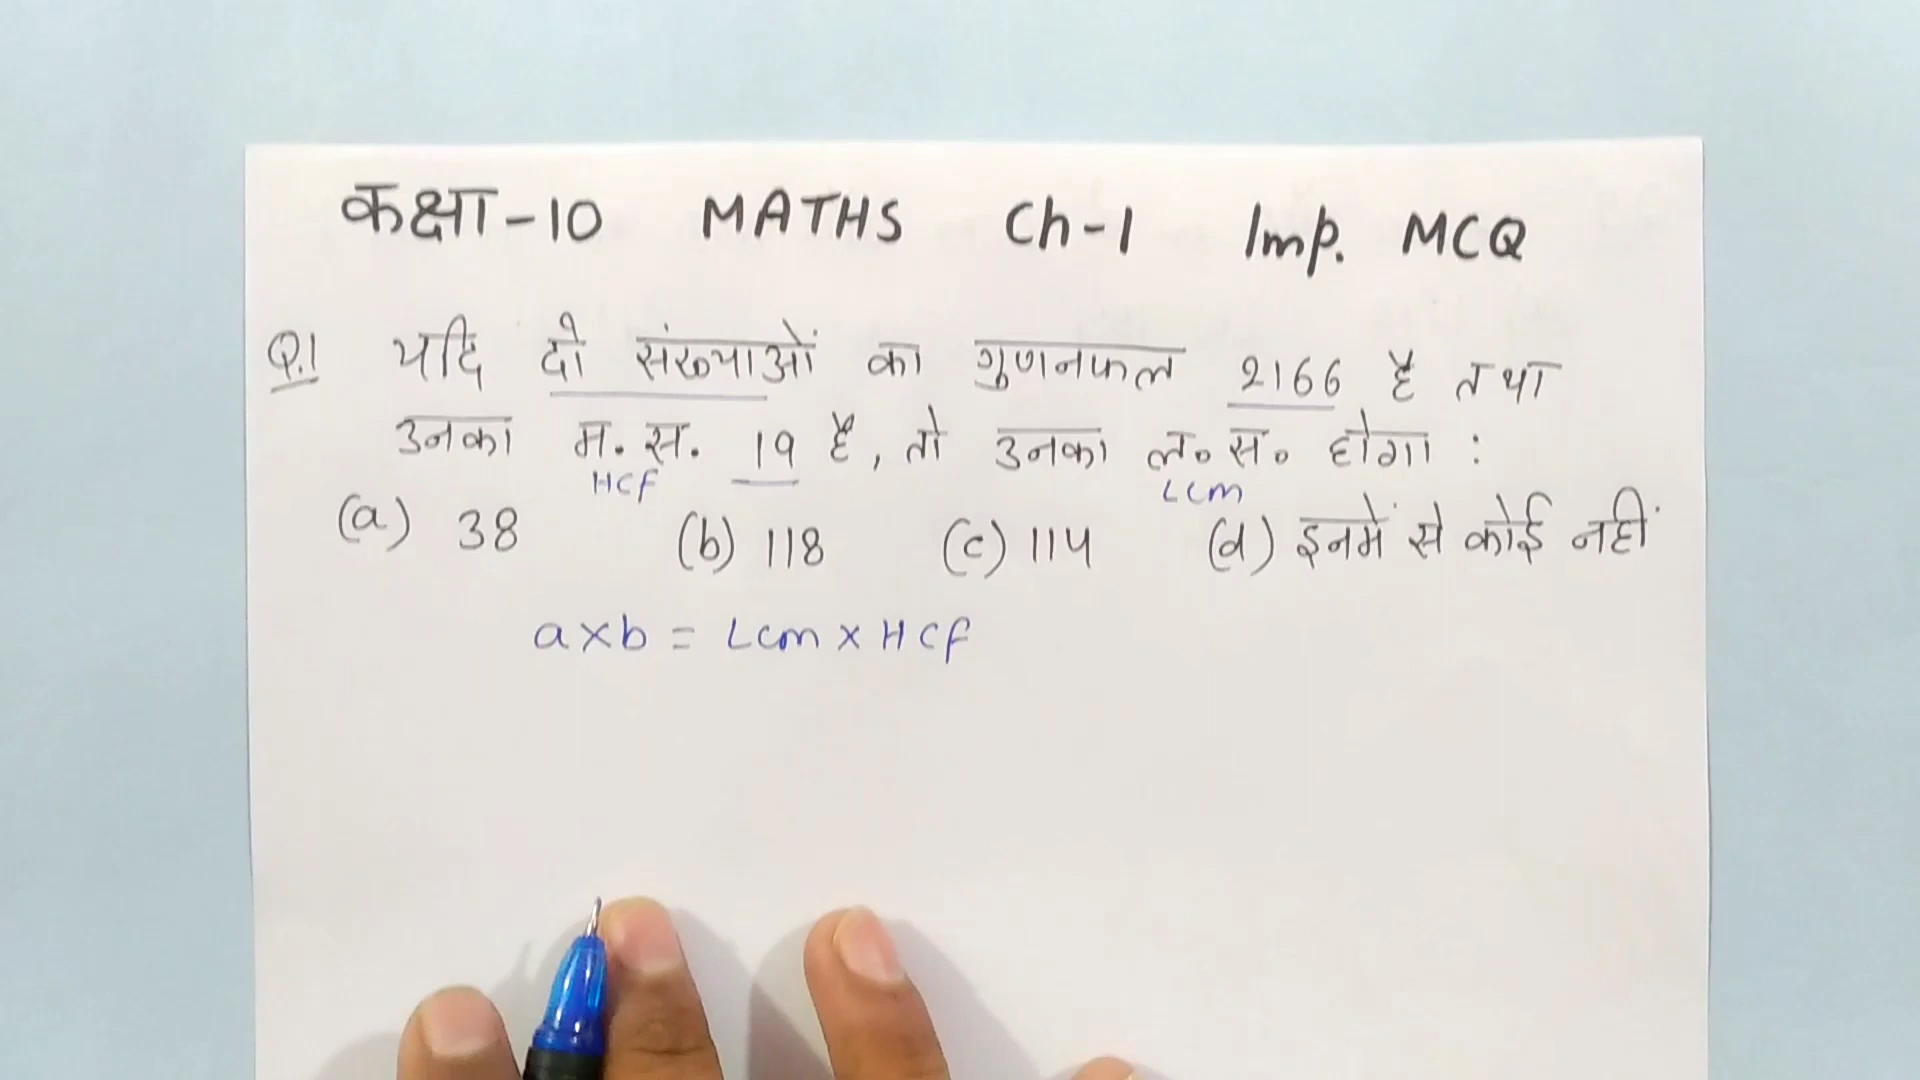 कक्षा-10 MATHS Ch-1 Imp. MCQ
Q.1 यदि दो संख्याओं का गुणनफल 2166 है तथा
उनका म.स. 19 है, तो उनका ल०स० होगा :
HCF LCM
(a) 38 (b) 118 (c) 114 (d) इनमें से कोई नहीं
a×b = LCM × HCF